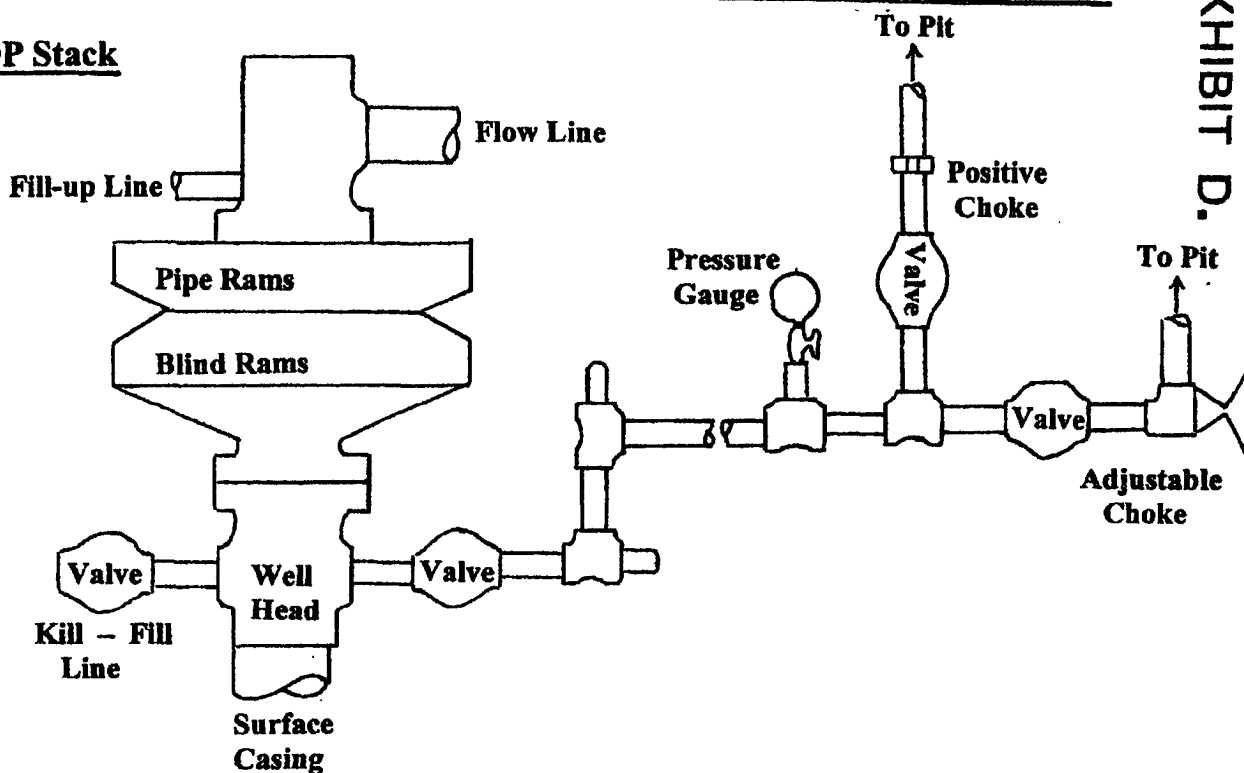 P Stack
To Pit
Flow Line
Fill-up Line
Positive
Choke
Valve
Pressure
Gauge
To Pit
Pipe Rams
Blind Rams
Valve
Adjustable
Choke
Valve
Well
Head
Valve
Kill – Fill
Line
Surface
Casing
XHIBIT D.